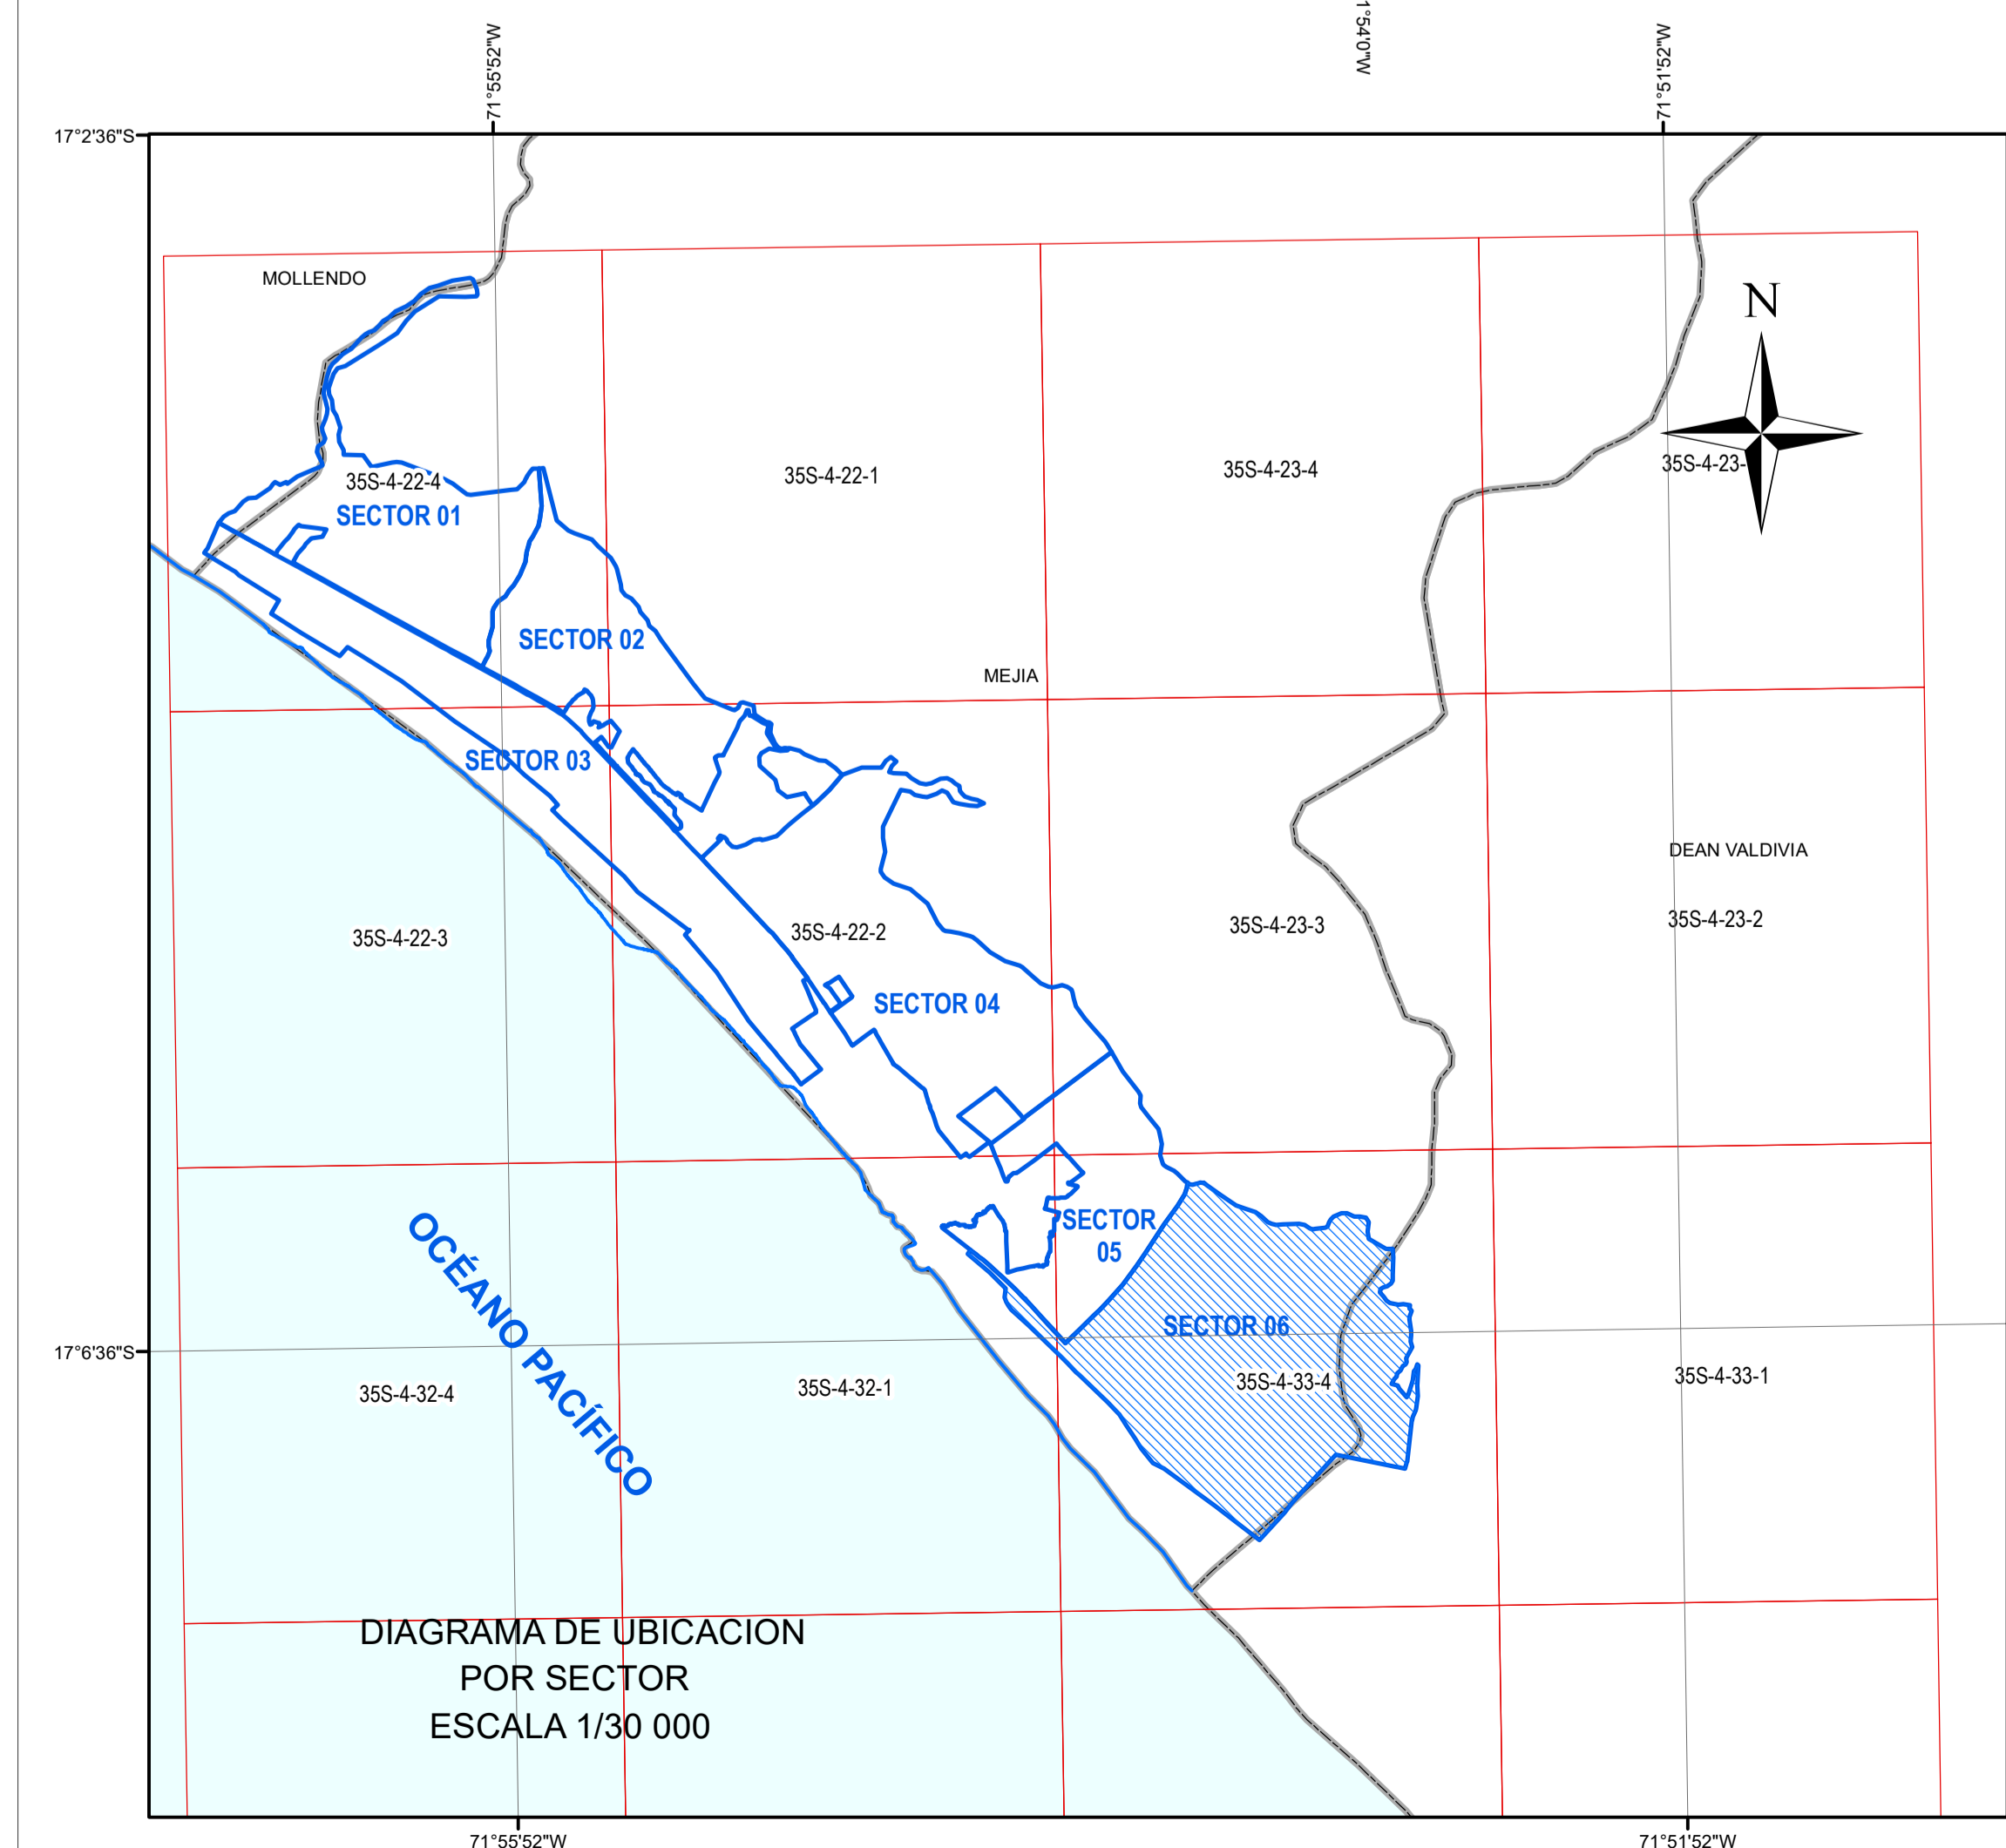 1°54'0"W
71°55'52"W
71°51'52"W
17°2'36"S
MOLLENDO
N
35S-4-22-4
35S-4-22-1
35S-4-23-4
35S-4-23-
SECTOR 01
SECTOR 02
MEJIA
SECTOR 03
DEAN VALDIVIA
35S-4-22-3
35S-4-22-2
35S-4-23-3
35S-4-23-2
SECTOR 04
SECTOR
05
OCÉANO PACÍFICO
SECTOR 06
17°6'36"S
35S-4-32-4
35S-4-32-1
35S-4-33-4
35S-4-33-1
DIAGRAMA DE UBICACION
POR SECTOR
ESCALA 1/30 000
71°55'52"W
71°51'52"W